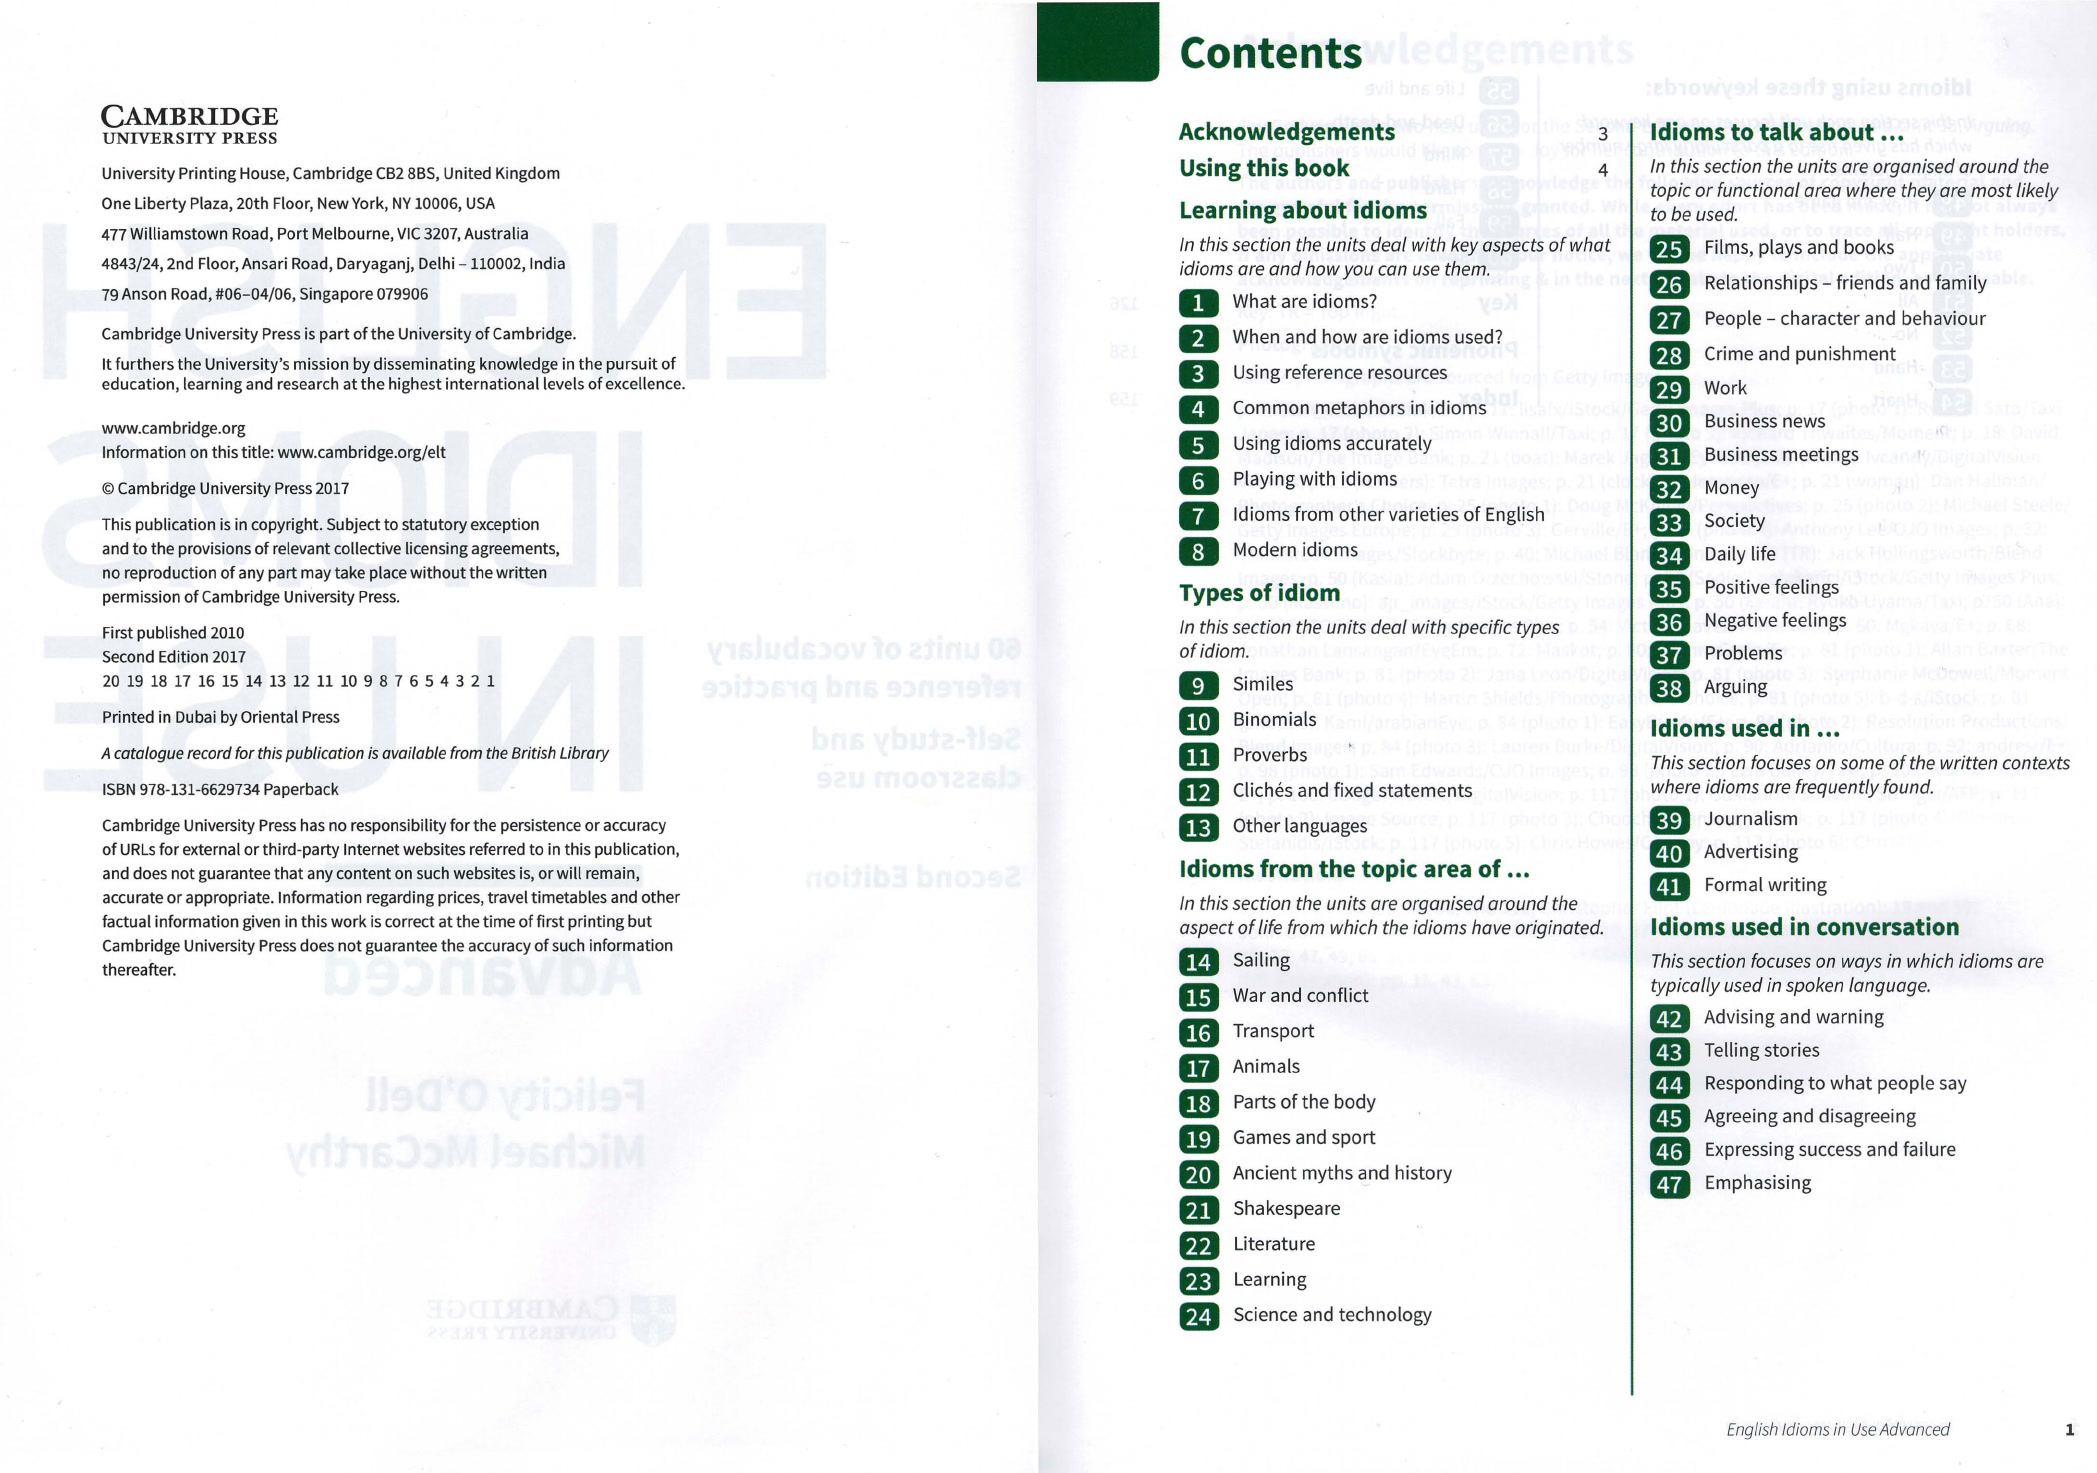 CAMBRIDGE
UNIVERSITY PRESS
University Printing House, Cambridge CB2 8BS, United Kingdom
One Liberty Plaza, 20th Floor, New York, NY 10006, USA
477 Williamstown Road, Port Melbourne, VIC 3207, Australia
4843/24, 2nd Floor, Ansari Road, Daryaganj, Delhi – 110002, India
79 Anson Road, #06–04/06, Singapore 079906
Cambridge University Press is part of the University of Cambridge.
It furthers the University's mission by disseminating knowledge in the pursuit of
education, learning and research at the highest international levels of excellence.
www.cambridge.org
Information on this title: www.cambridge.org/elt
© Cambridge University Press 2017
This publication is in copyright. Subject to statutory exception
and to the provisions of relevant collective licensing agreements,
no reproduction of any part may take place without the written
permission of Cambridge University Press.
First published 2010
Second Edition 2017
20 19 18 17 16 15 14 13 12 11 10 9 8 7 6 5 4 3 2 1
Printed in Dubai by Oriental Press
A catalogue record for this publication is available from the British Library
ISBN 978-131-6629734 Paperback
Cambridge University Press has no responsibility for the persistence or accuracy
of URLs for external or third-party Internet websites referred to in this publication,
and does not guarantee that any content on such websites is, or will remain,
accurate or appropriate. Information regarding prices, travel timetables and other
factual information given in this work is correct at the time of first printing but
Cambridge University Press does not guarantee the accuracy of such information
thereafter.
Contents
Acknowledgements 3
Using this book 4
Learning about idioms
In this section the units deal with key aspects of what
idioms are and how you can use them.
1 What are idioms?
2 When and how are idioms used?
3 Using reference resources
4 Common metaphors in idioms
5 Using idioms accurately
6 Playing with idioms
7 Idioms from other varieties of English
8 Modern idioms
Types of idiom
In this section the units deal with specific types
of idiom.
9 Similes
10 Binomials
11 Proverbs
12 Clichés and fixed statements
13 Other languages
Idioms from the topic area of ...
In this section the units are organised around the
aspect of life from which the idioms have originated.
14 Sailing
15 War and conflict
16 Transport
17 Animals
18 Parts of the body
19 Games and sport
20 Ancient myths and history
21 Shakespeare
22 Literature
23 Learning
24 Science and technology
Idioms to talk about ...
In this section the units are organised around the
topic or functional area where they are most likely
to be used.
25 Films, plays and books
26 Relationships – friends and family
27 People – character and behaviour
28 Crime and punishment
29 Work
30 Business news
31 Business meetings
32 Money
33 Society
34 Daily life
35 Positive feelings
36 Negative feelings
37 Problems
38 Arguing
Idioms used in ...
This section focuses on some of the written contexts
where idioms are frequently found.
39 Journalism
40 Advertising
41 Formal writing
Idioms used in conversation
This section focuses on ways in which idioms are
typically used in spoken language.
42 Advising and warning
43 Telling stories
44 Responding to what people say
45 Agreeing and disagreeing
46 Expressing success and failure
47 Emphasising
English Idioms in Use Advanced 1